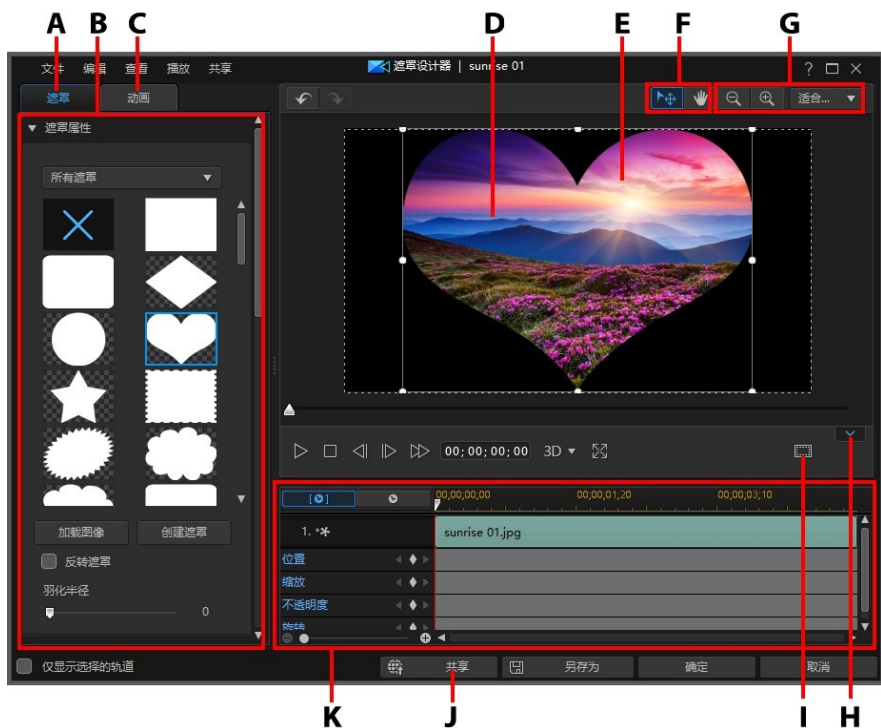 A B C D E F G
文件 编辑 查看 播放 共享 遮罩设计器 | sunrise 01 ?
遮罩 动画 适合...
遮罩属性
所有遮罩
00;00;00;00 3D
00;00;00;00 00;00;01;20 00;00;03;10
加载图像 创建遮罩 1. sunrise 01.jpg
反转遮罩 位置
羽化半径 缩放
0 不透明度
旋转
仅显示选择的轨道 共享 另存为 确定 取消
K J I H